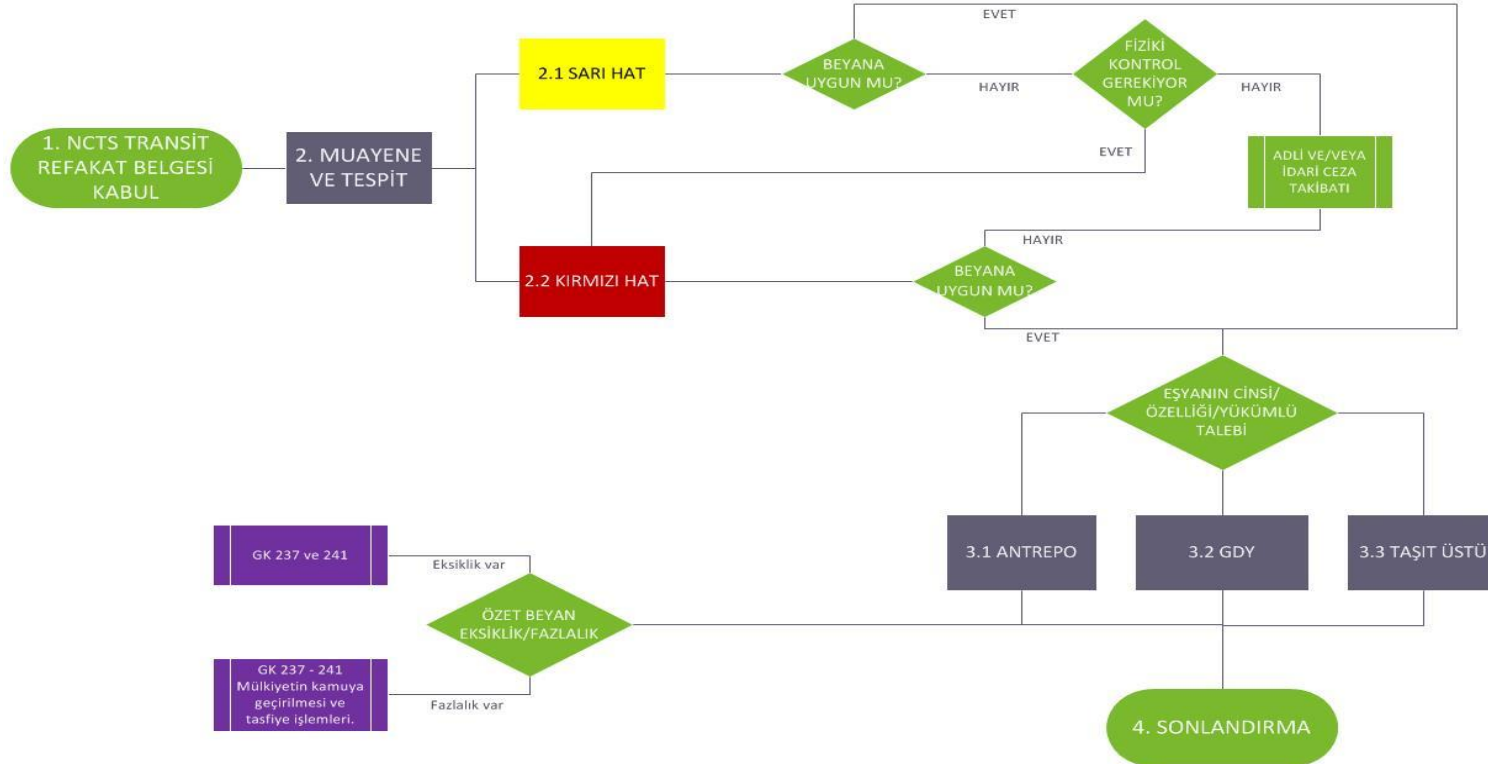 EVET
2.1 SARI HAT
BEYANA
UYGUN MU?
HAYIR
FİZİKİ
KONTROL
GEREKİYOR
MU?
HAYIR
EVET
1. NCTS TRANSİT
REFAKAT BELGESİ
KABUL
2. MUAYENE
VE TESPİT
ADLİ VE/VEYA
İDARİ CEZA
TAKİBATI
HAYIR
2.2 KIRMIZI HAT
BEYANA
UYGUN MU?
EVET
EŞYANIN CİNSİ/
ÖZELLİĞİ/YÜKÜMLÜ
TALEBİ
3.1 ANTREPO
3.2 GDY
3.3 TAŞIT ÜSTÜ
GK 237 ve 241
Eksiklik var
ÖZET BEYAN
EKSİKLİK/FAZLALIK
GK 237 - 241
Mülkiyetin kamuya
geçirilmesi ve
tasfiye işlemleri.
Fazlalık var
4. SONLANDIRMA